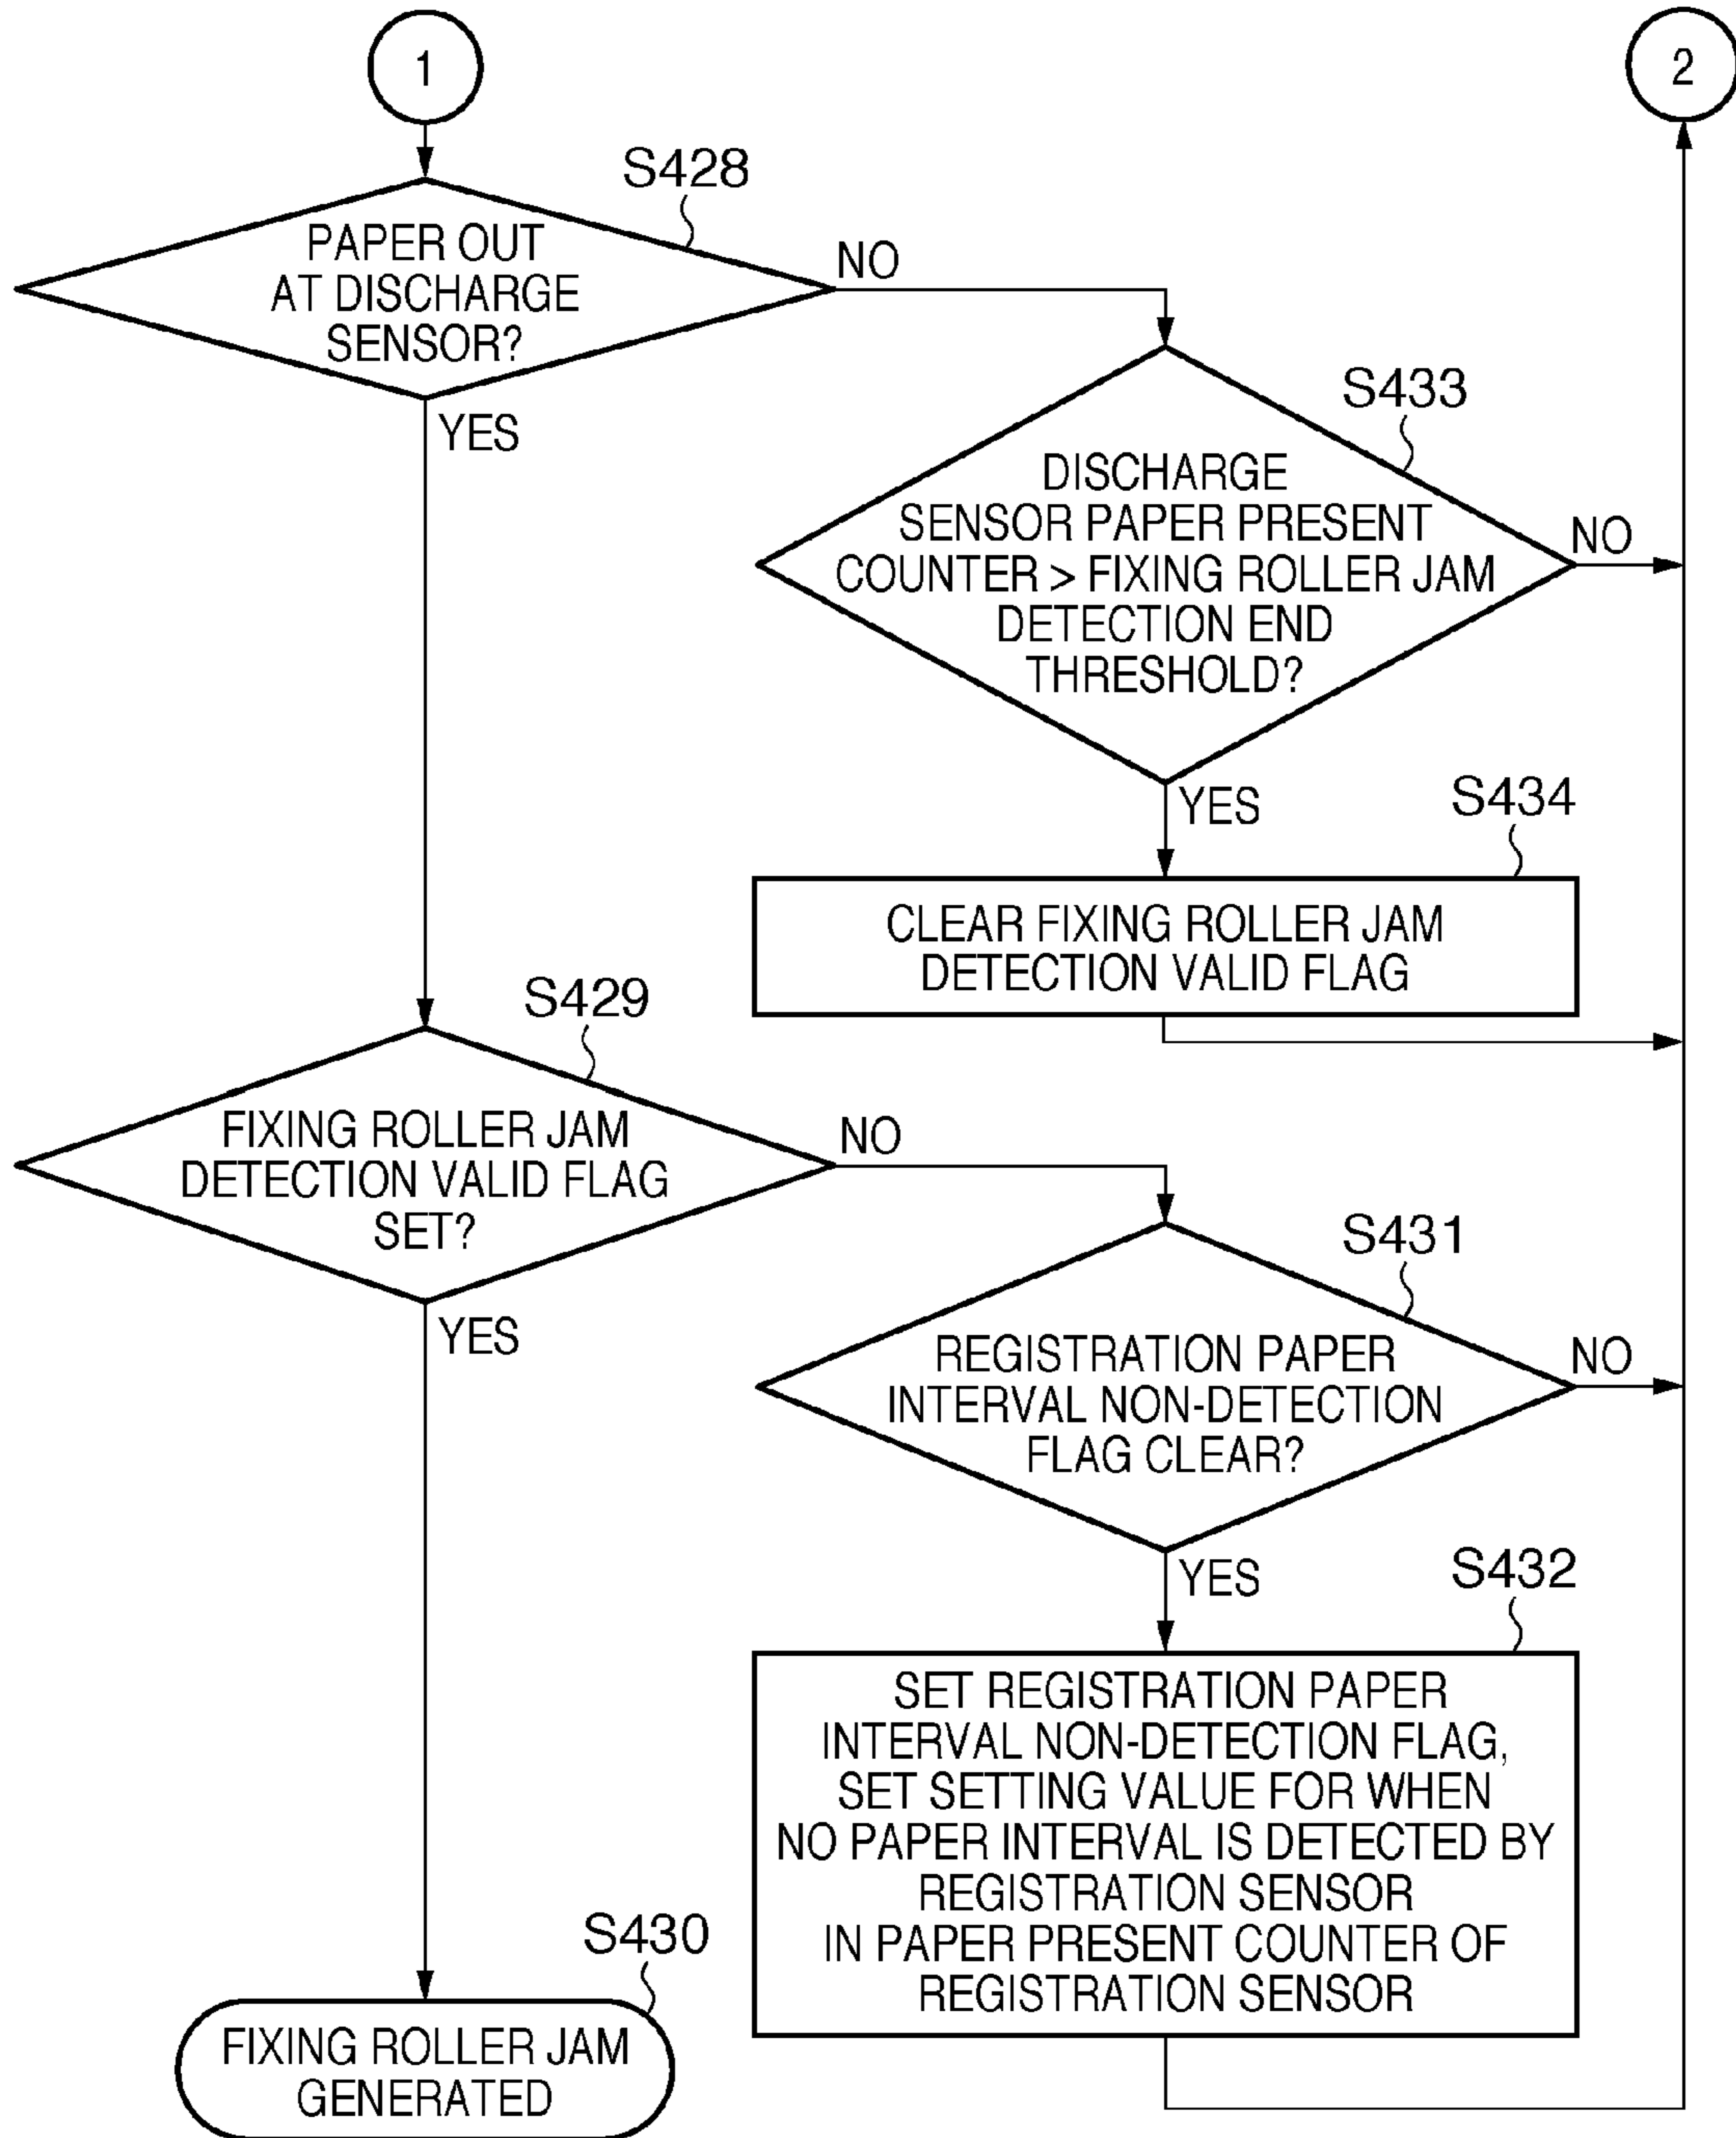 1
2
S428
PAPER OUT
AT DISCHARGE
SENSOR?
NO
YES
S433
DISCHARGE
SENSOR PAPER PRESENT
COUNTER > FIXING ROLLER JAM
DETECTION END
THRESHOLD?
NO
YES
S434
CLEAR FIXING ROLLER JAM
DETECTION VALID FLAG
S429
FIXING ROLLER JAM
DETECTION VALID FLAG
SET?
NO
YES
S431
REGISTRATION PAPER
INTERVAL NON-DETECTION
FLAG CLEAR?
NO
YES
S432
SET REGISTRATION PAPER
INTERVAL NON-DETECTION FLAG,
SET SETTING VALUE FOR WHEN
NO PAPER INTERVAL IS DETECTED BY
REGISTRATION SENSOR
IN PAPER PRESENT COUNTER OF
REGISTRATION SENSOR
S430
FIXING ROLLER JAM
GENERATED